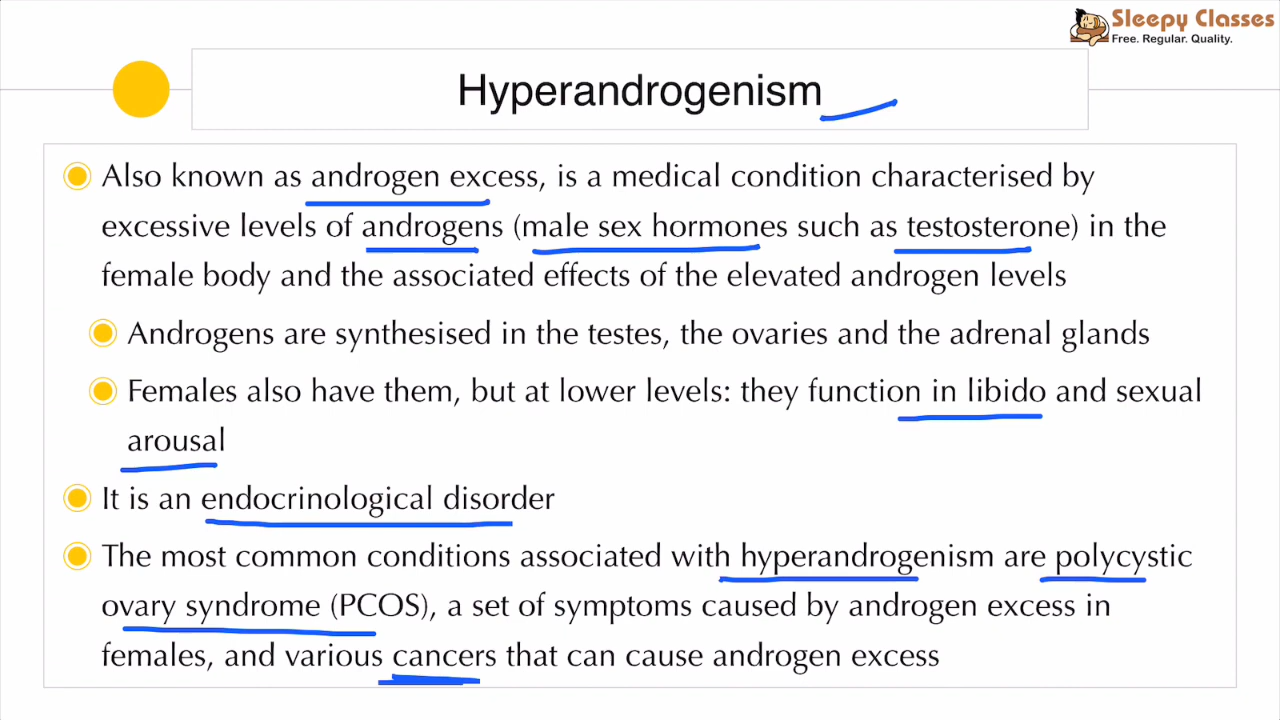 Sleepy Classes
Free. Regular. Quality.
Hyperandrogenism
Also known as androgen excess, is a medical condition characterised by
excessive levels of androgens (male sex hormones such as testosterone) in the
female body and the associated effects of the elevated androgen levels
Androgens are synthesised in the testes, the ovaries and the adrenal glands
Females also have them, but at lower levels: they function in libido and sexual
arousal
It is an endocrinological disorder
The most common conditions associated with hyperandrogenism are polycystic
ovary syndrome (PCOS), a set of symptoms caused by androgen excess in
females, and various cancers that can cause androgen excess